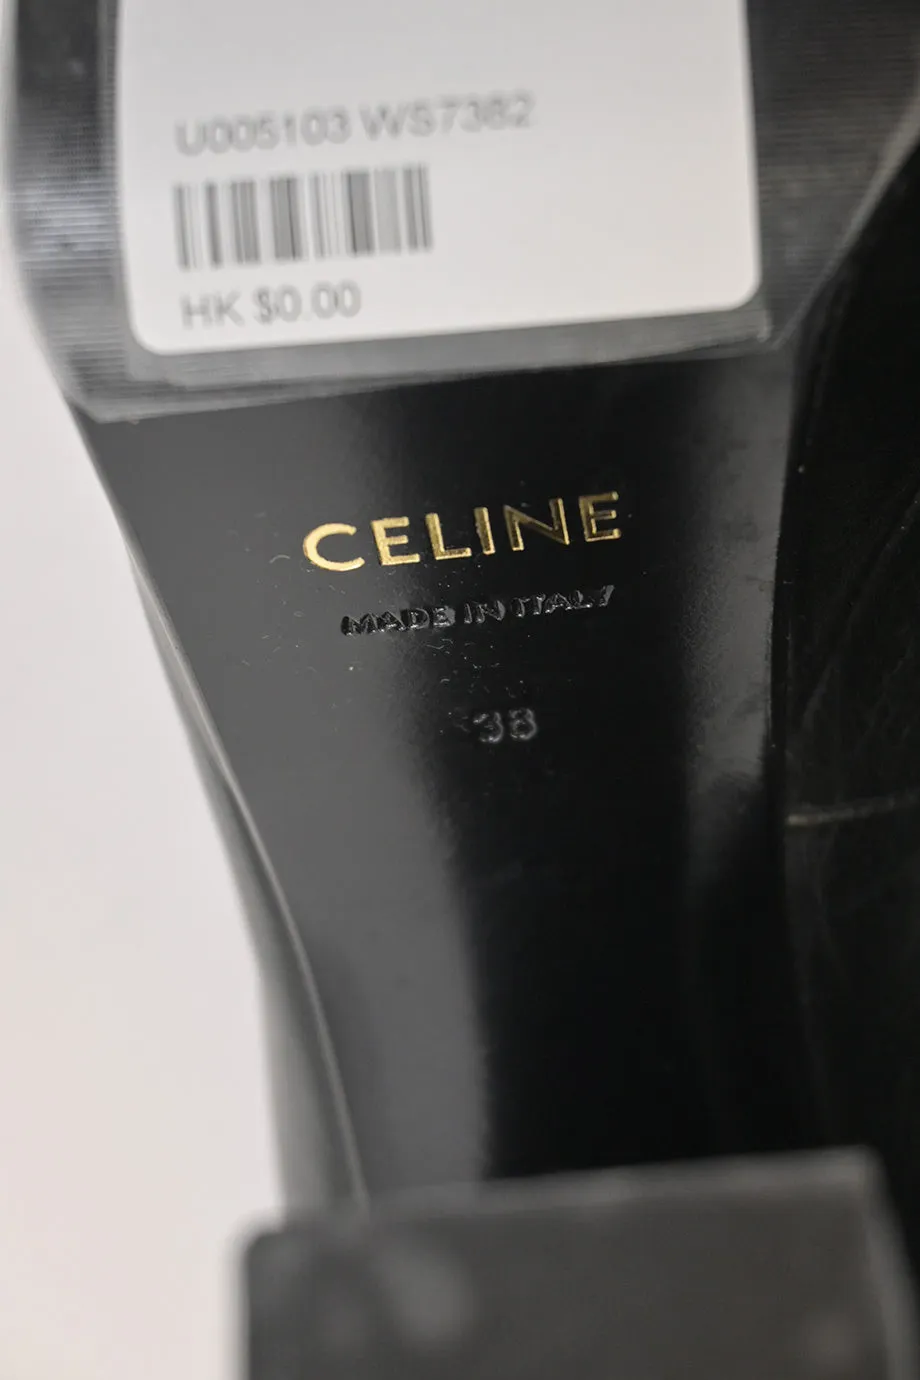 U005103 WS7382
HK $0.00
CELINE
MADE IN ITALY
38